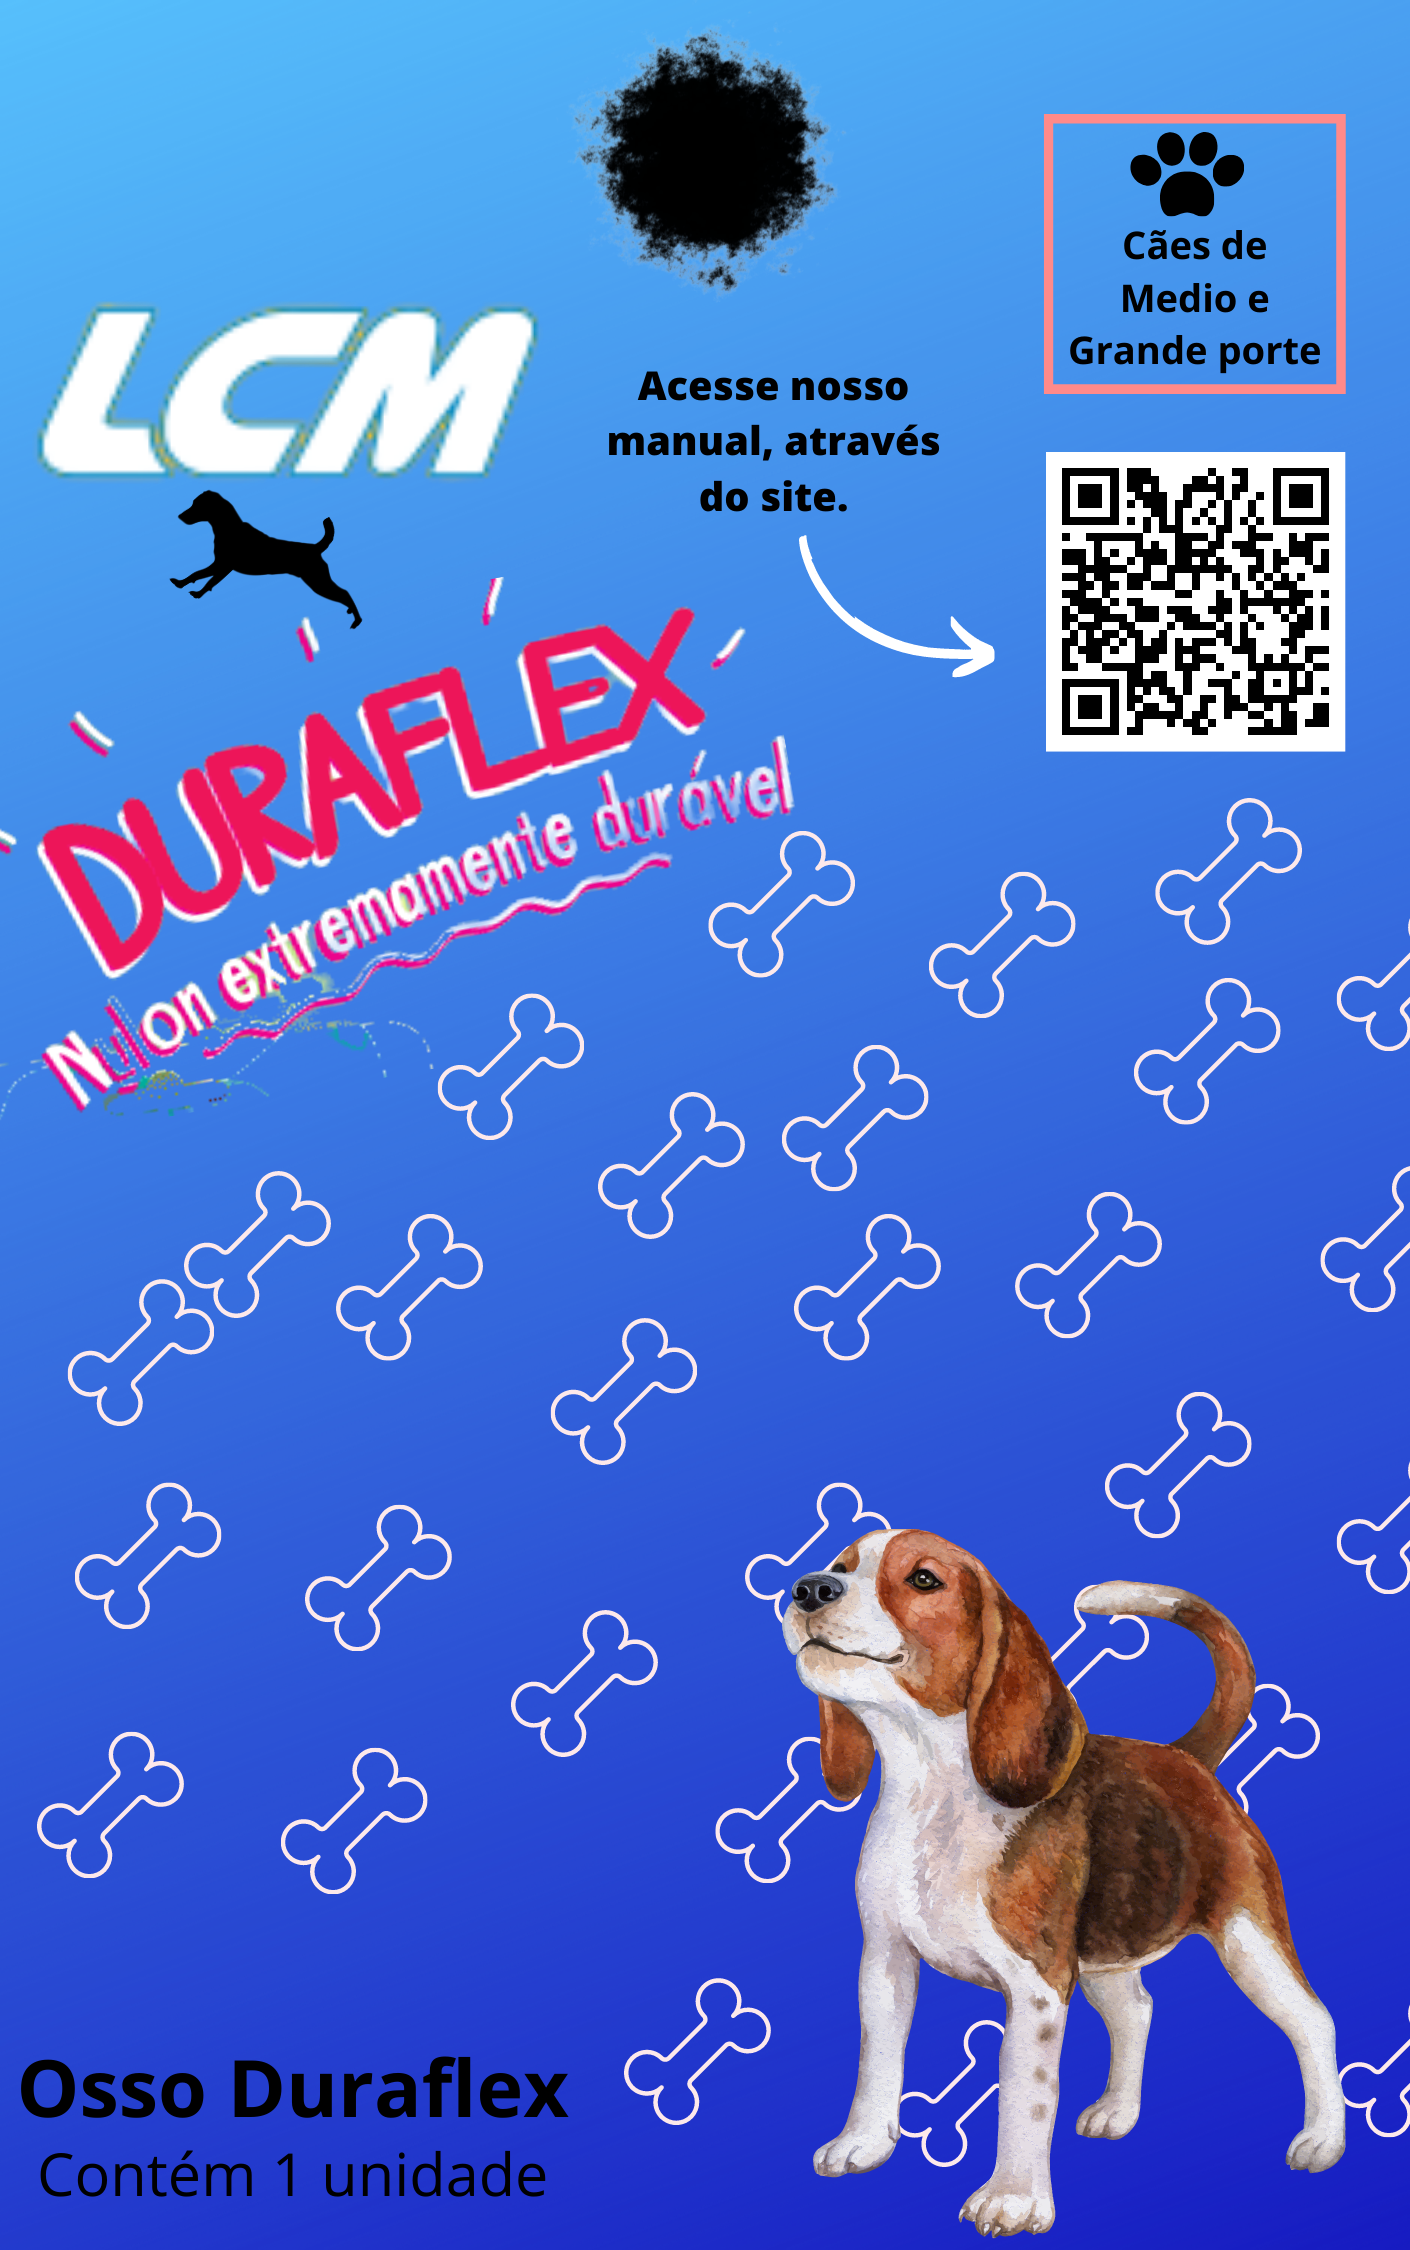 Cães de
Medio e
Grande porte
LCM
Acesse nosso
manual, através
do site.
DURAFLEX
Nylon extremamente durável
Osso Duraflex
Contém 1 unidade